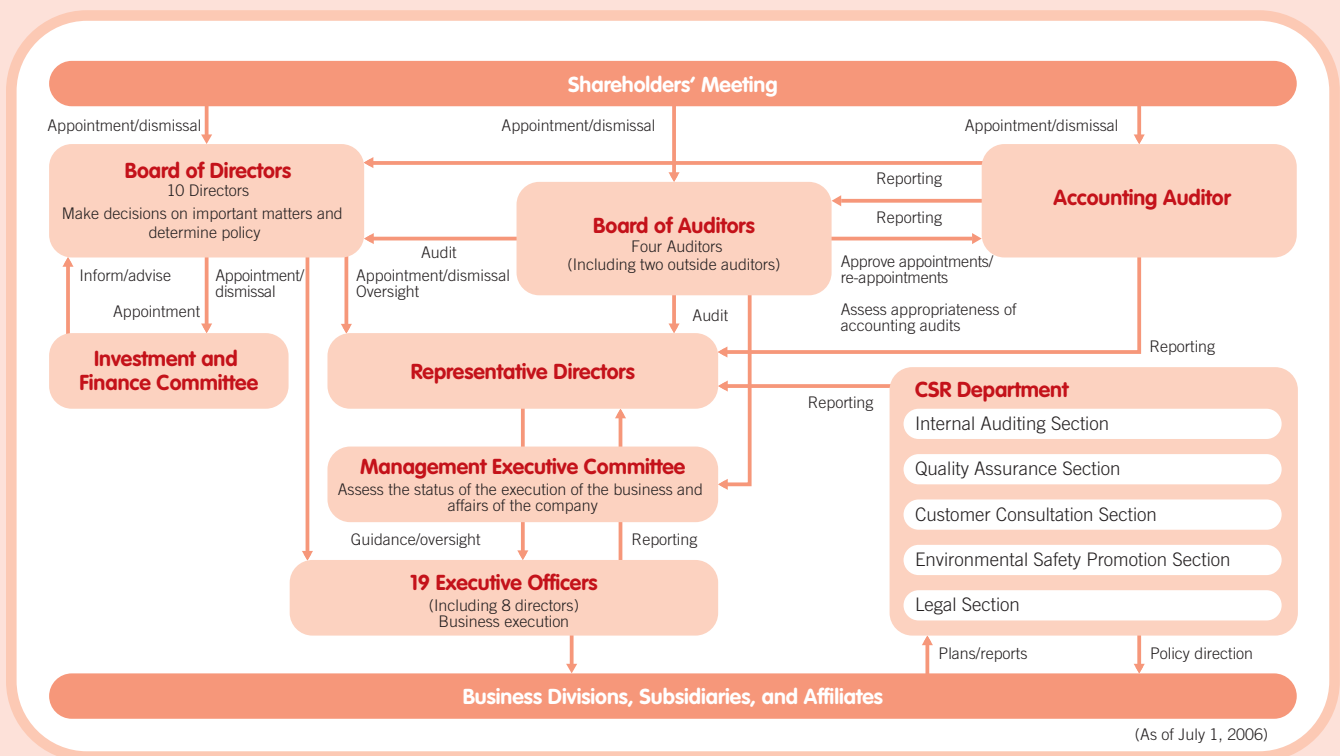 Shareholders' Meeting
Appointment/dismissal
Appointment/dismissal
Appointment/dismissal
Board of Directors
10 Directors
Make decisions on important matters and
determine policy
Reporting
Reporting
Accounting Auditor
Board of Auditors
Four Auditors
(Including two outside auditors)
Audit
Approve appointments/
re-appointments
Assess appropriateness of
accounting audits
Inform/advise
Appointment
Appointment/
dismissal
Appointment/dismissal
Oversight
Audit
Reporting
Investment and
Finance Committee
Representative Directors
Reporting
CSR Department
Internal Auditing Section
Quality Assurance Section
Customer Consultation Section
Environmental Safety Promotion Section
Legal Section
Management Executive Committee
Assess the status of the execution of the business and
affairs of the company
Guidance/oversight
Reporting
19 Executive Officers
(Including 8 directors)
Business execution
Plans/reports
Policy direction
Business Divisions, Subsidiaries, and Affiliates
(As of July 1, 2006)